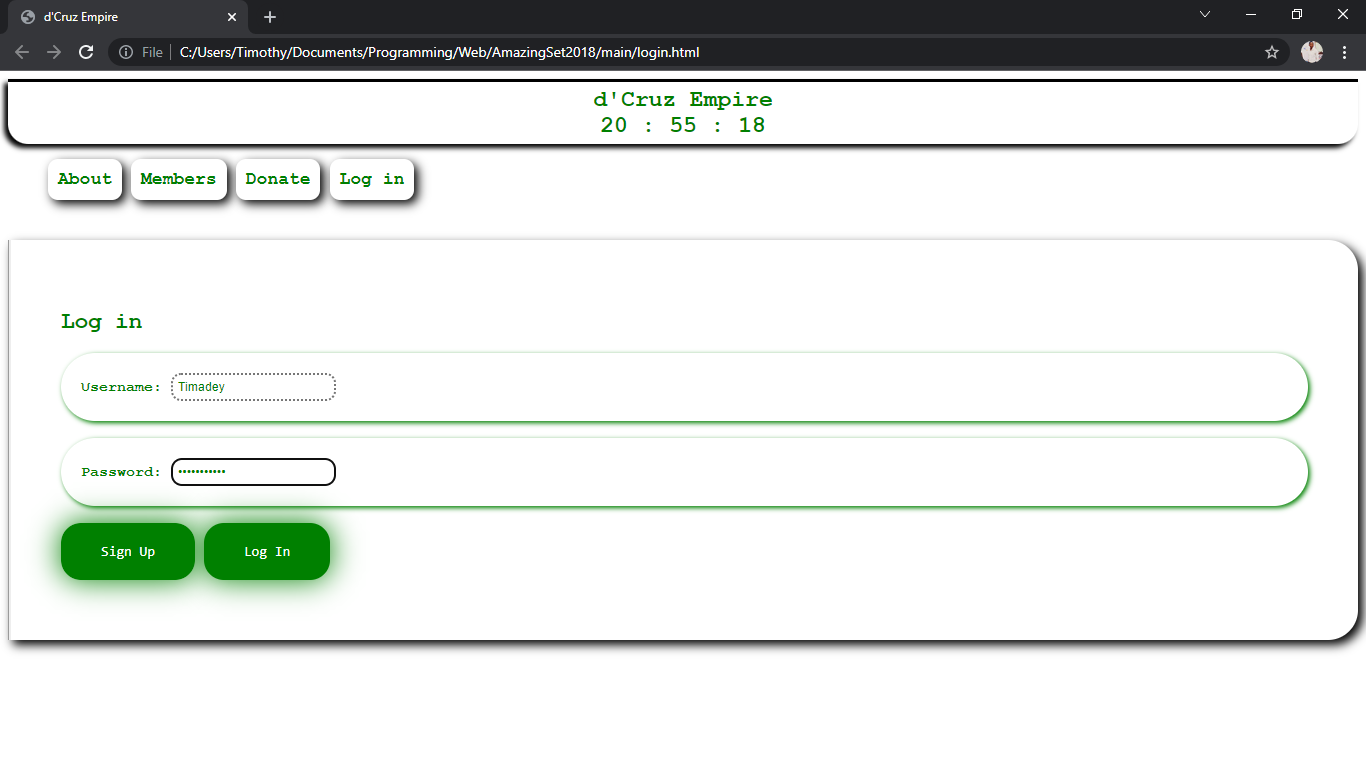 d'Cruz Empire
File C:/Users/Timothy/Documents/Programming/Web/AmazingSet2018/main/login.html
d'Cruz Empire
20 : 55 : 18
About Members Donate Log in
Log in
Username: Timadey
Password: •••••••••••
Sign Up Log In